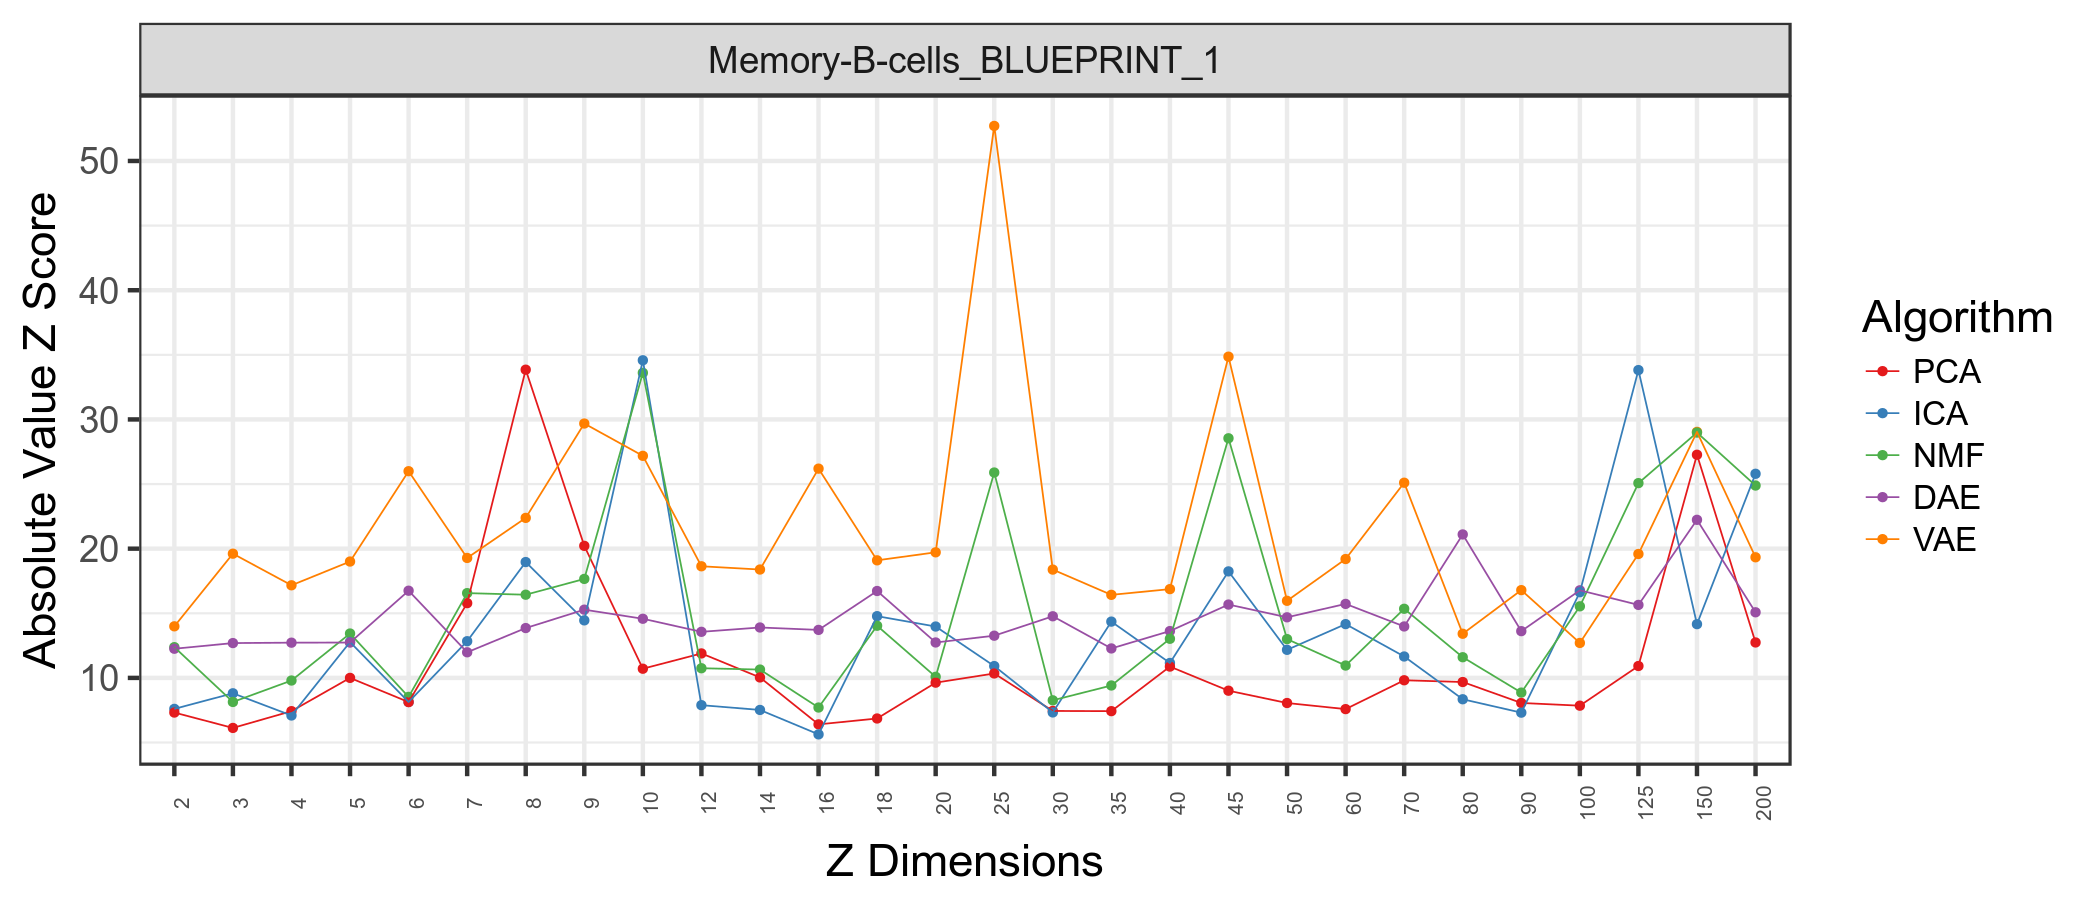 Memory-B-cells_BLUEPRINT_1
Absolute Value Z Score
50
40
30
20
10
2 3 4 5 6 7 8 9 10 12 14 16 18 20 25 30 35 40 45 50 60 70 80 90 100 125 150 200
Z Dimensions
Algorithm
PCA
ICA
NMF
DAE
VAE